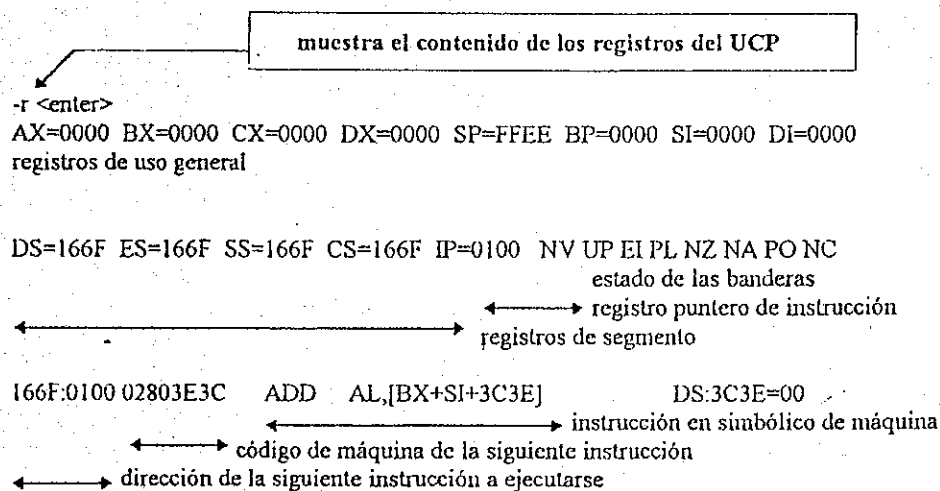 muestra el contenido de los registros del UCP
-r <enter>
AX=0000 BX=0000 CX=0000 DX=0000 SP=FFEE BP=0000 SI=0000 DI=0000
registros de uso general
DS=166F ES=166F SS=166F CS=166F IP=0100 NV UP EI PL NZ NA PO NC
estado de las banderas
registro puntero de instrucción
registros de segmento
166F:0100 02803E3C ADD AL,[BX+SI+3C3E] DS:3C3E=00
instrucción en simbólico de máquina
código de máquina de la siguiente instrucción
dirección de la siguiente instrucción a ejecutarse